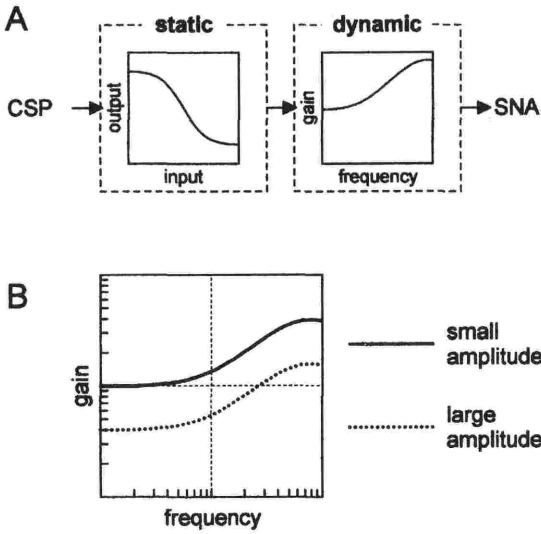 A
static
dynamic
CSP
output
input
gain
frequency
SNA
B
gain
frequency
small
amplitude
large
amplitude